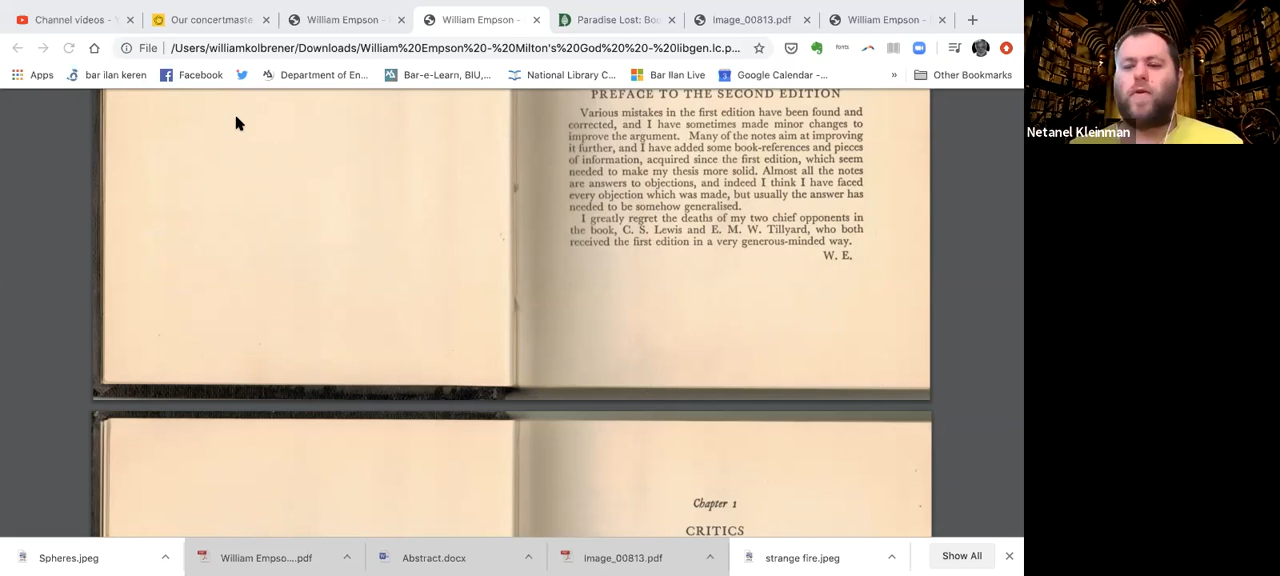 Channel videos - Y
Our concertmaste
William Empson -
William Empson -
Paradise Lost: Boo
Image_00813.pdf
William Empson -
File
/Users/williamkolbrener/Downloads/William%20Empson%20-%20Milton's%20God%20%20-%20libgen.lc.p...
fonts
Apps
bar ilan keren
Facebook
Department of En...
Bar-e-Learn, BIU,...
National Library C...
Bar Ilan Live
Google Calendar -...
»
Other Bookmarks
PREFACE TO THE SECOND EDITION
Various mistakes in the first edition have been found and
corrected, and I have sometimes made minor changes to
improve the argument. Many of the notes aim at improving
it further, and I have added some book-references and pieces
of information, acquired since the first edition, which seem
needed to make my thesis more solid. Almost all the notes
are answers to objections, and indeed I think I have faced
every objection which was made, but usually the answer has
needed to be somehow generalised.
I greatly regret the deaths of my two chief opponents in
the book, C. S. Lewis and E. M. W. Tillyard, who both
received the first edition in a very generous-minded way.
W. E.
Chapter 1
CRITICS
Netanel Kleinman
Spheres.jpeg
William Empso....pdf
Abstract.docx
Image_00813.pdf
strange fire.jpeg
Show All